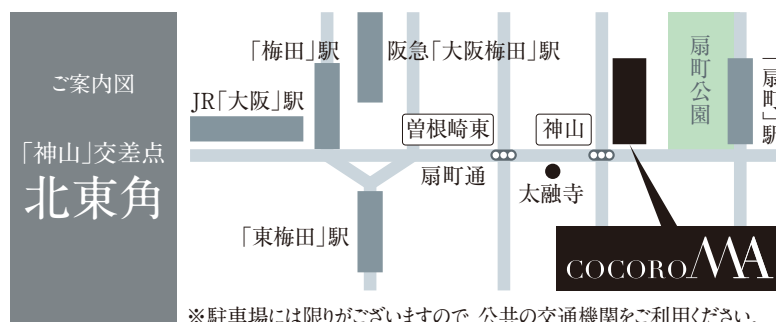 ご案内図
「神山」交差点
北東角
「梅田」駅
阪急「大阪梅田」駅
JR「大阪」駅
曽根崎東
神山
扇町公園
「扇町」駅
扇町通
太融寺
「東梅田」駅
COCOROMA
※駐車場には限りがございますので、公共の交通機関をご利用ください。